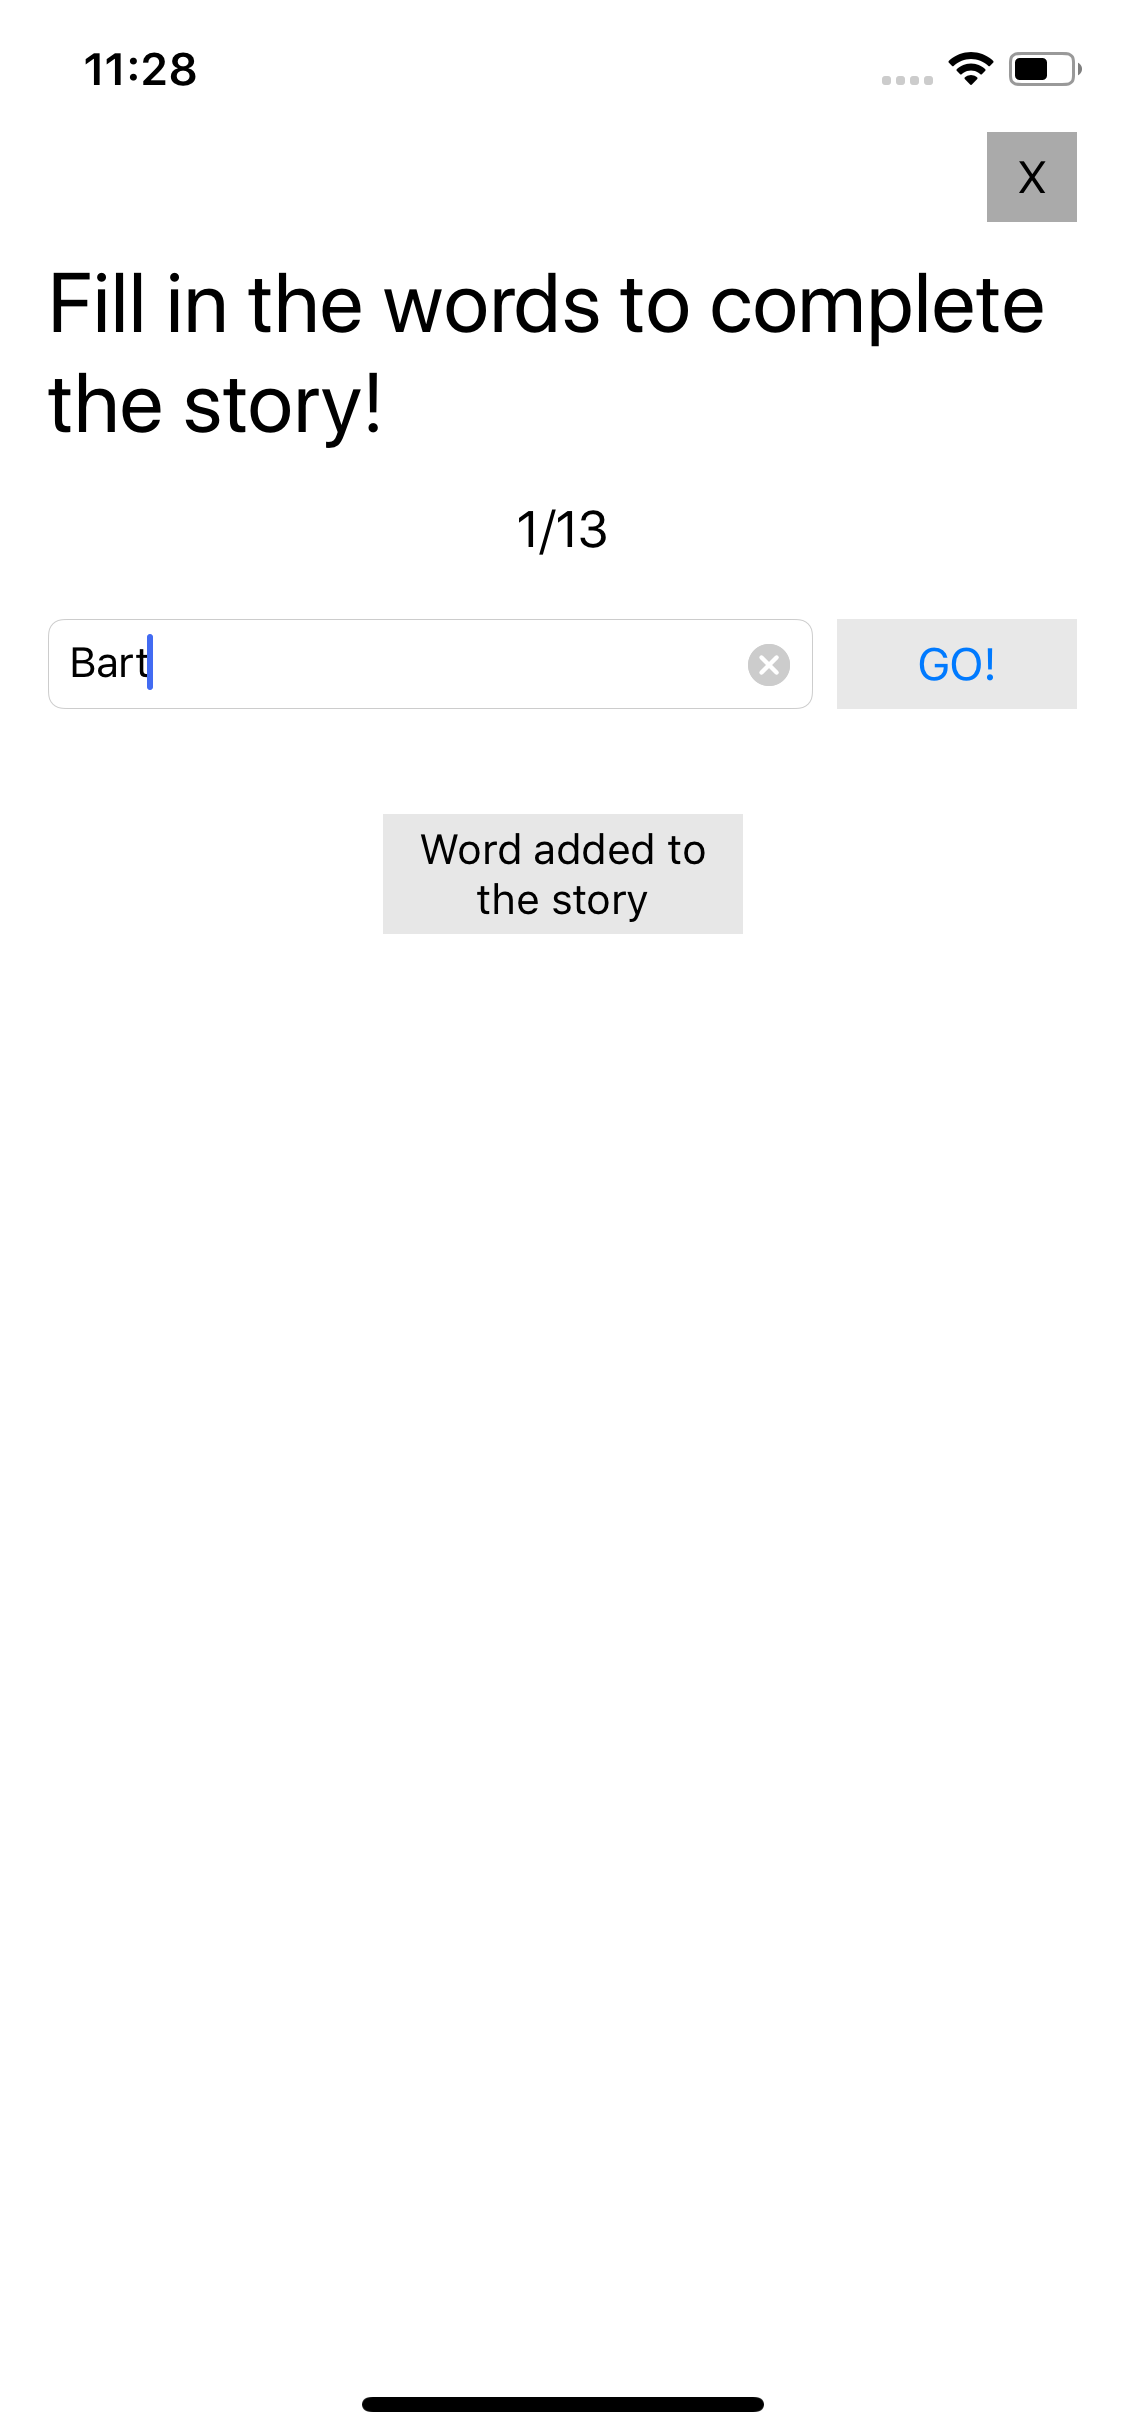 11:28
X
Fill in the words to complete
the story!
1/13
Bart
GO!
Word added to
the story